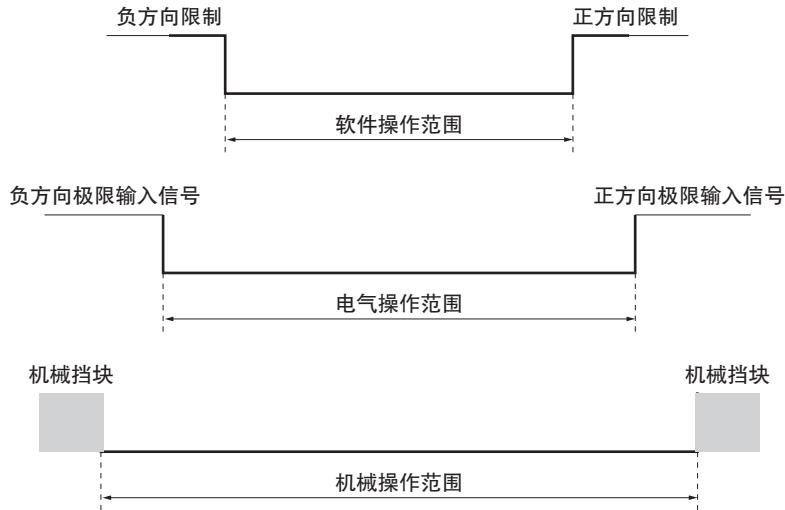 负方向限制
正方向限制
软件操作范围
负方向极限输入信号
正方向极限输入信号
电气操作范围
机械挡块
机械挡块
机械操作范围